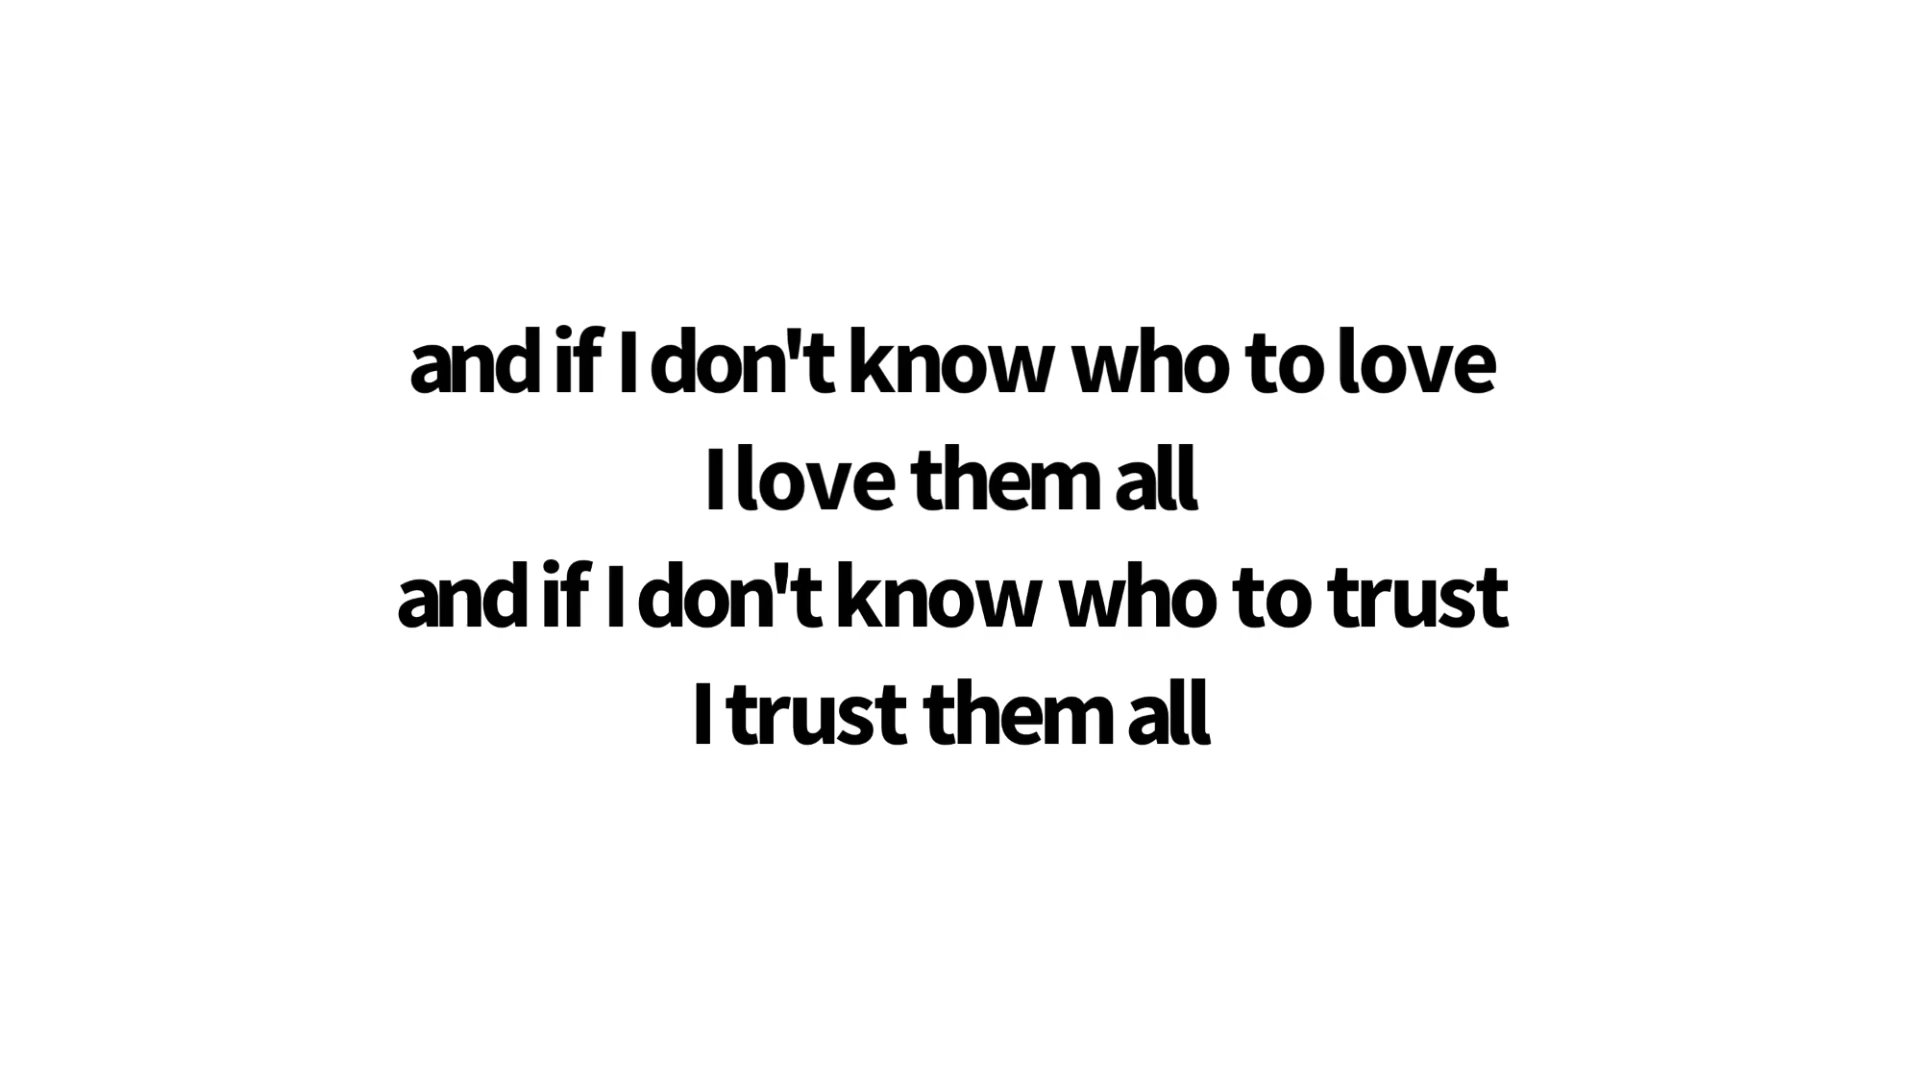 and if I don't know who to love
I love them all
and if I don't know who to trust
I trust them all